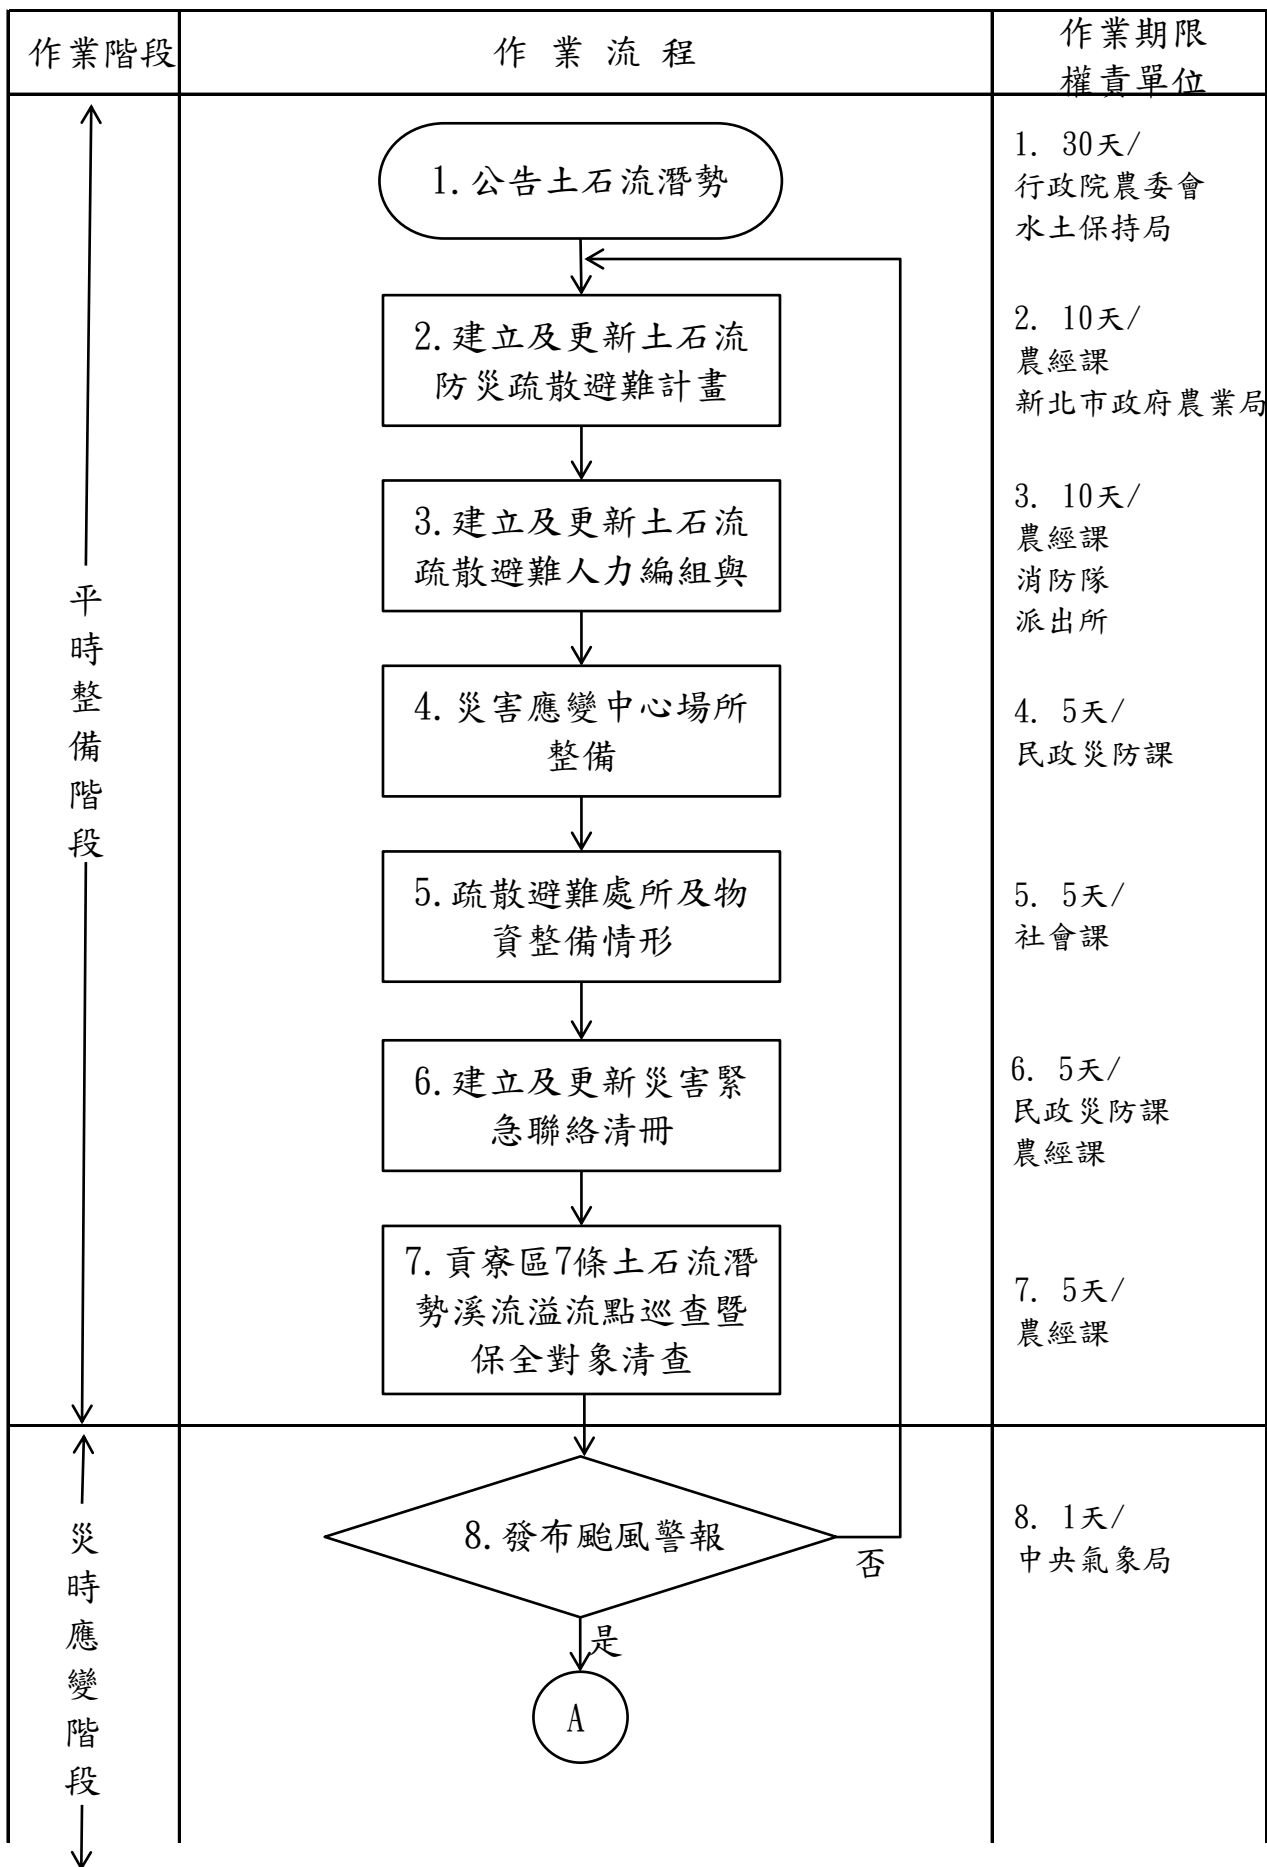 作業階段
作 業 流 程
作業期限
權責單位
平時整備階段
1.公告土石流潛勢
1. 30天/
行政院農委會
水土保持局
2.建立及更新土石流
防災疏散避難計畫
2. 10天/
農經課
新北市政府農業局
3.建立及更新土石流
疏散避難人力編組與
3. 10天/
農經課
消防隊
派出所
4.災害應變中心場所
整備
4. 5天/
民政災防課
5.疏散避難處所及物
資整備情形
5. 5天/
社會課
6.建立及更新災害緊
急聯絡清冊
6. 5天/
民政災防課
農經課
7.貢寮區7條土石流潛
勢溪流溢流點巡查暨
保全對象清查
7. 5天/
農經課
災時應變階段
8.發布颱風警報
否
是
A
8. 1天/
中央氣象局